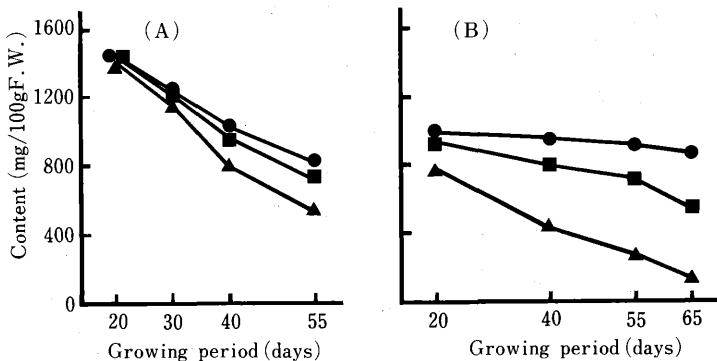 (A)
(B)
Content (mg/100gF.W.)
1600
1200
800
400
0
20 30 40 55
20 40 55 65
Growing period (days)
Growing period (days)